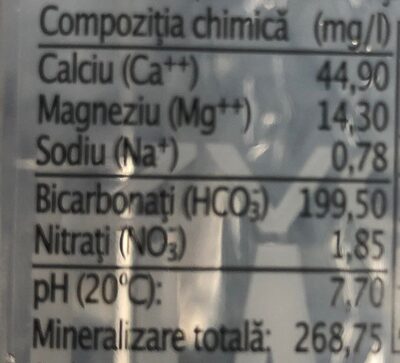 Compoziția chimică (mg/l)
Calciu (Ca⁺⁺) 44,90
Magneziu (Mg⁺⁺) 14,30
Sodiu (Na⁺) 0,78
Bicarbonați (HCO₃⁻) 199,50
Nitrați (NO₃⁻) 1,85
pH (20°C): 7,70
Mineralizare totală: 268,75